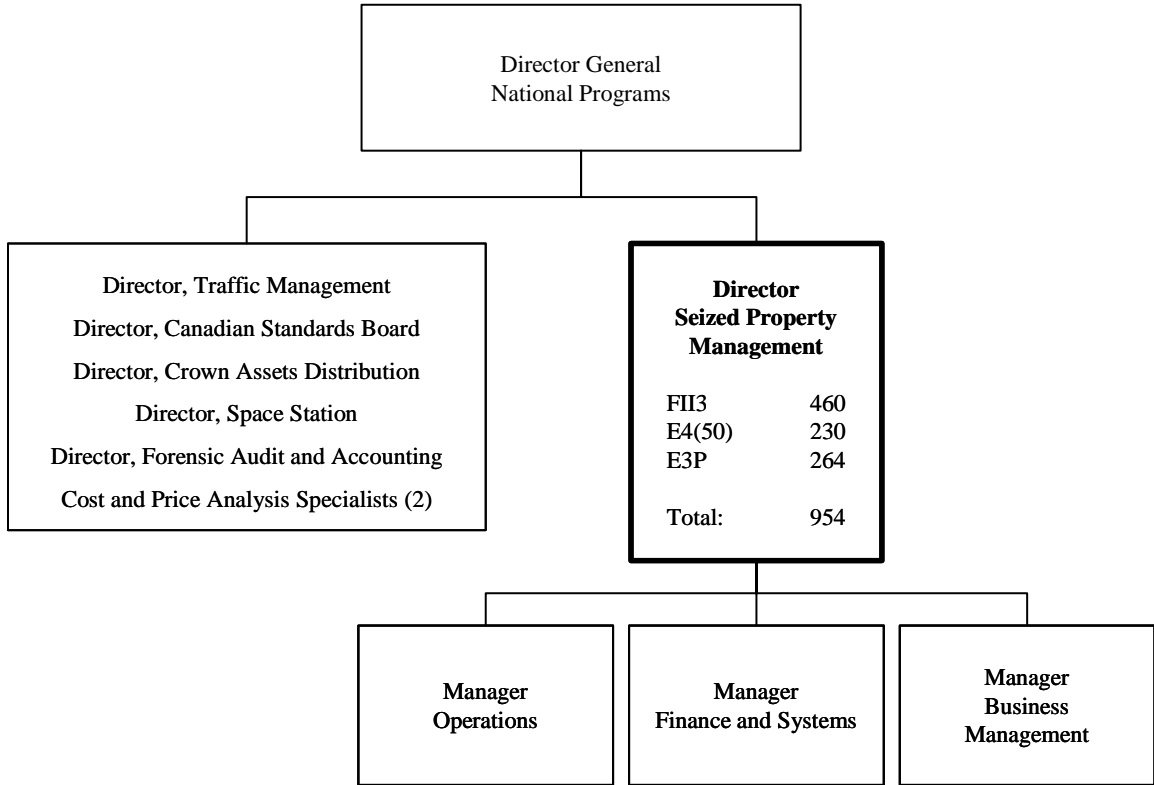 Director General
National Programs
Director, Traffic Management
Director, Canadian Standards Board
Director, Crown Assets Distribution
Director, Space Station
Director, Forensic Audit and Accounting
Cost and Price Analysis Specialists (2)
Director
Seized Property
Management
FII3 460
E4(50) 230
E3P 264
Total: 954
Manager
Operations
Manager
Finance and Systems
Manager
Business
Management